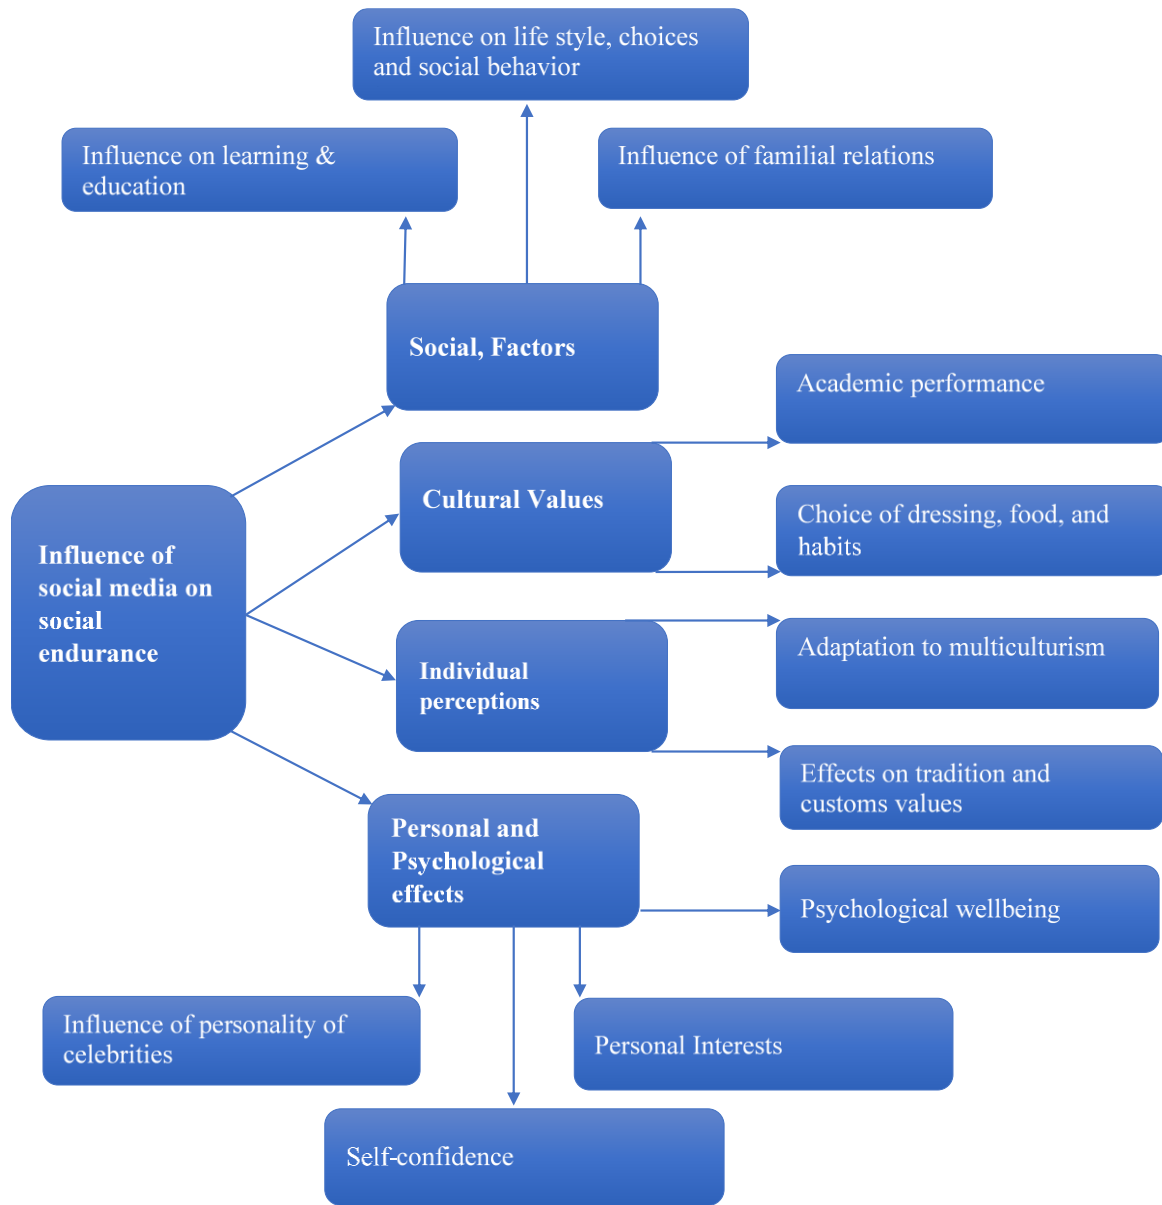 Influence on life style, choices
and social behavior
Influence on learning &
education
Influence of familial relations
Social, Factors
Academic performance
Cultural Values
Choice of dressing, food, and
habits
Influence of
social media on
social
endurance
Adaptation to multiculturism
Individual
perceptions
Effects on tradition and
customs values
Personal and
Psychological
effects
Psychological wellbeing
Influence of personality of
celebrities
Personal Interests
Self-confidence